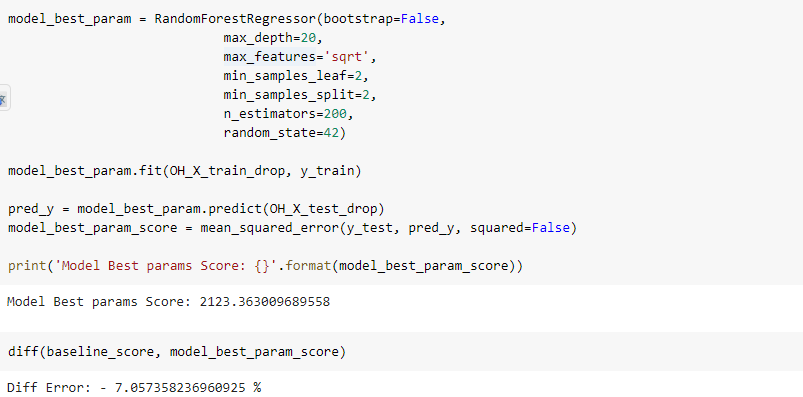 model_best_param = RandomForestRegressor(bootstrap=False,
max_depth=20,
max_features='sqrt',
min_samples_leaf=2,
min_samples_split=2,
n_estimators=200,
random_state=42)
model_best_param.fit(OH_X_train_drop, y_train)
pred_y = model_best_param.predict(OH_X_test_drop)
model_best_param_score = mean_squared_error(y_test, pred_y, squared=False)
print('Model Best params Score: {}'.format(model_best_param_score))
Model Best params Score: 2123.363009689558
diff(baseline_score, model_best_param_score)
Diff Error: - 7.057358236960925 %